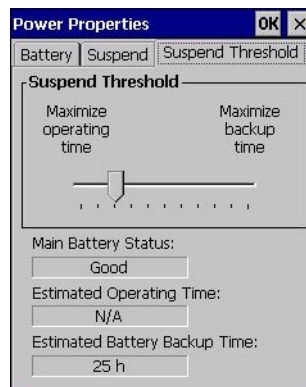 Power Properties OK ×
Battery Suspend Suspend Threshold
Suspend Threshold
Maximize Maximize
operating backup
time time
Main Battery Status:
Good
Estimated Operating Time:
N/A
Estimated Battery Backup Time:
25 h